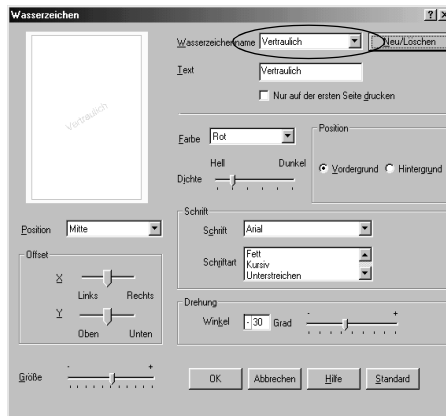 Wasserzeichen
Wasserzeichenname Vertraulich Neu/Löschen
Text Vertraulich
Nur auf der ersten Seite drucken
Vertraulich
Farbe Rot
Position
Hell Dunkel
Dichte
Vordergrund Hintergrund
Position Mitte
Schrift
Schrift Arial
Schriftart Fett
Kursiv
Unterstreichen
Offset
X
Links Rechts
Y
Oben Unten
Drehung
Winkel -30 Grad - +
Größe - +
OK Abbrechen Hilfe Standard